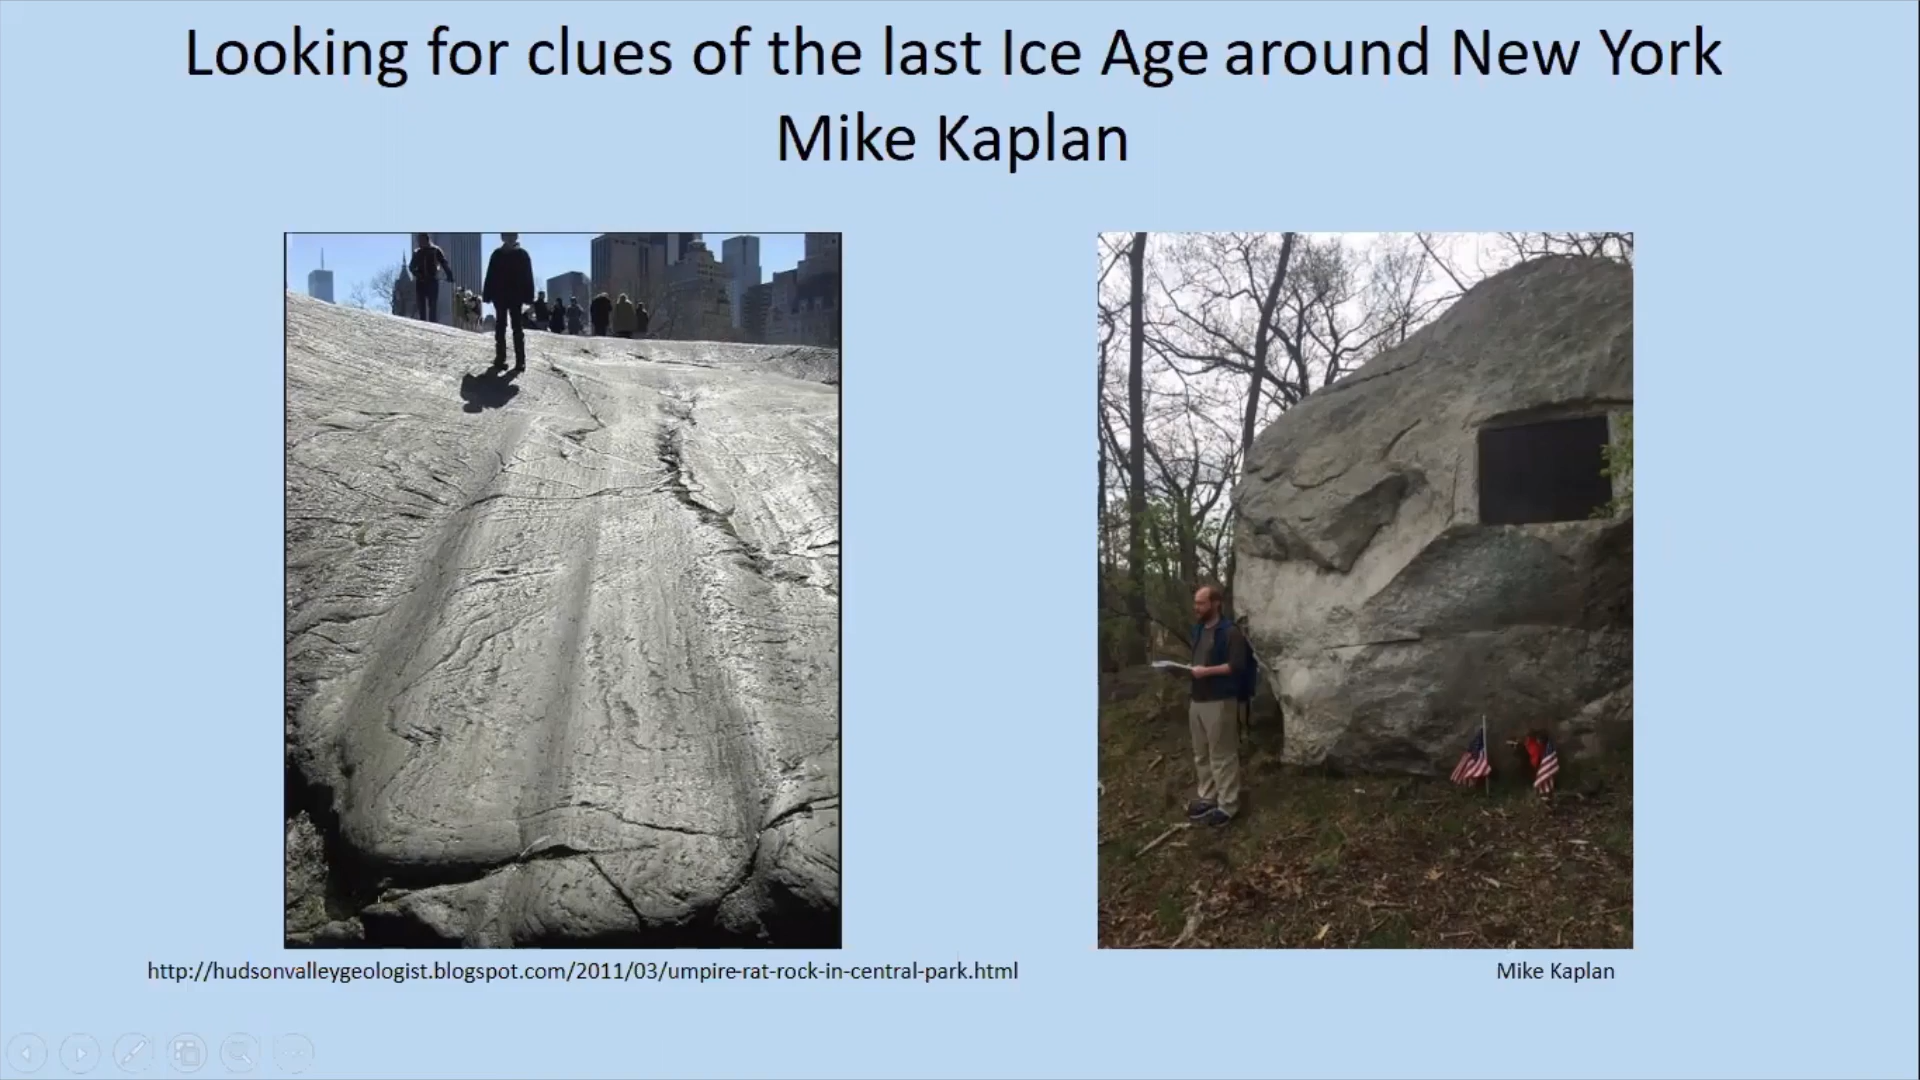 Looking for clues of the last Ice Age around New York
Mike Kaplan
http://hudsonvalleygeologist.blogspot.com/2011/03/umpire-rat-rock-in-central-park.html
Mike Kaplan